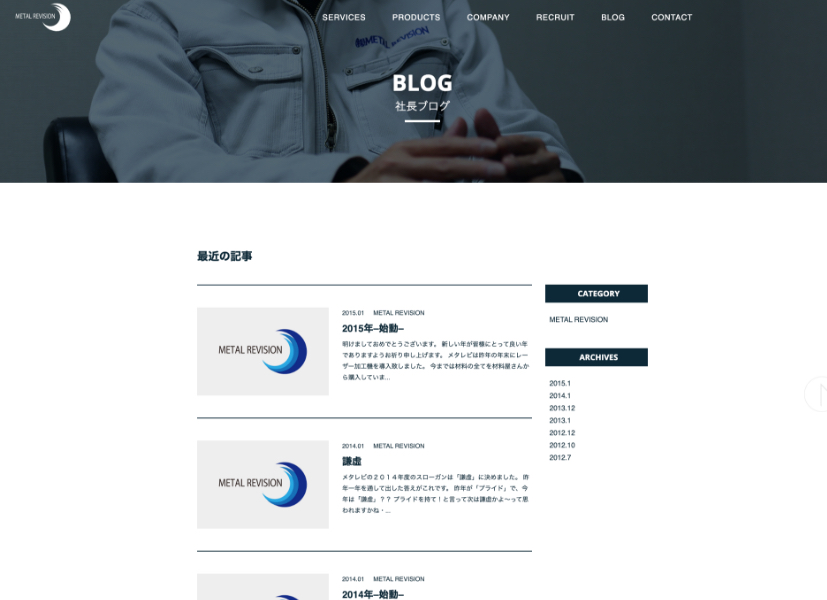 METAL REVISION
SERVICES
PRODUCTS
COMPANY
RECRUIT
BLOG
CONTACT
METAL REVISION
BLOG
社長ブログ
最近の記事
METAL REVISION
2015.01 METAL REVISION
2015年–始動–
明けましておめでとうございます。 新しい年が皆様にとって良い年
でありますようお祈り申し上げます。 メタレビは昨年の年末にレー
ザー加工機を導入致しました。 今までは材料の全てを材料屋さんか
ら購入していま...
METAL REVISION
2014.01 METAL REVISION
謙虚
メタレビの２０１４年度のスローガンは「謙虚」に決めました。 昨
年一年を通して出した答えがこれです。 昨年が「プライド」で、今
年は「謙虚」？？ プライドを持て！と言って次は謙虚かよ〜って思
われますかね・...
2014.01 METAL REVISION
2014年–始動–
CATEGORY
METAL REVISION
ARCHIVES
2015.1
2014.1
2013.12
2013.1
2012.12
2012.10
2012.7